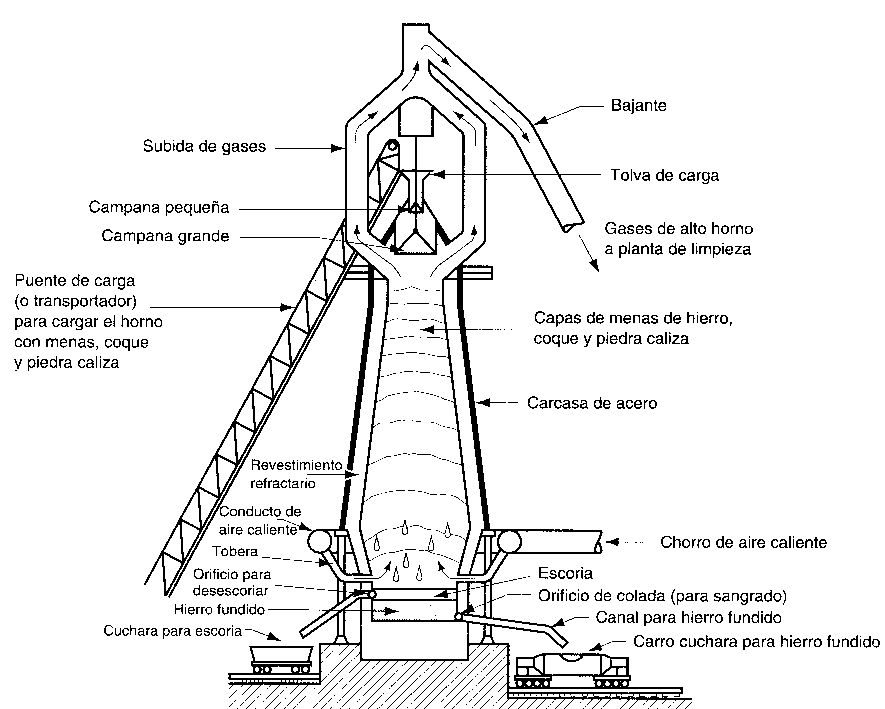 Bajante
Subida de gases
Tolva de carga
Campana pequeña
Campana grande
Gases de alto horno
a planta de limpieza
Puente de carga
(o transportador)
para cargar el horno
con menas, coque
y piedra caliza
Capas de menas de hierro,
coque y piedra caliza
Carcasa de acero
Revestimiento
refractario
Conducto de
aire caliente
Chorro de aire caliente
Tobera
Orificio para
desescoriar
Escoria
Orificio de colada (para sangrado)
Hierro fundido
Canal para hierro fundido
Cuchara para escoria
Carro cuchara para hierro fundido